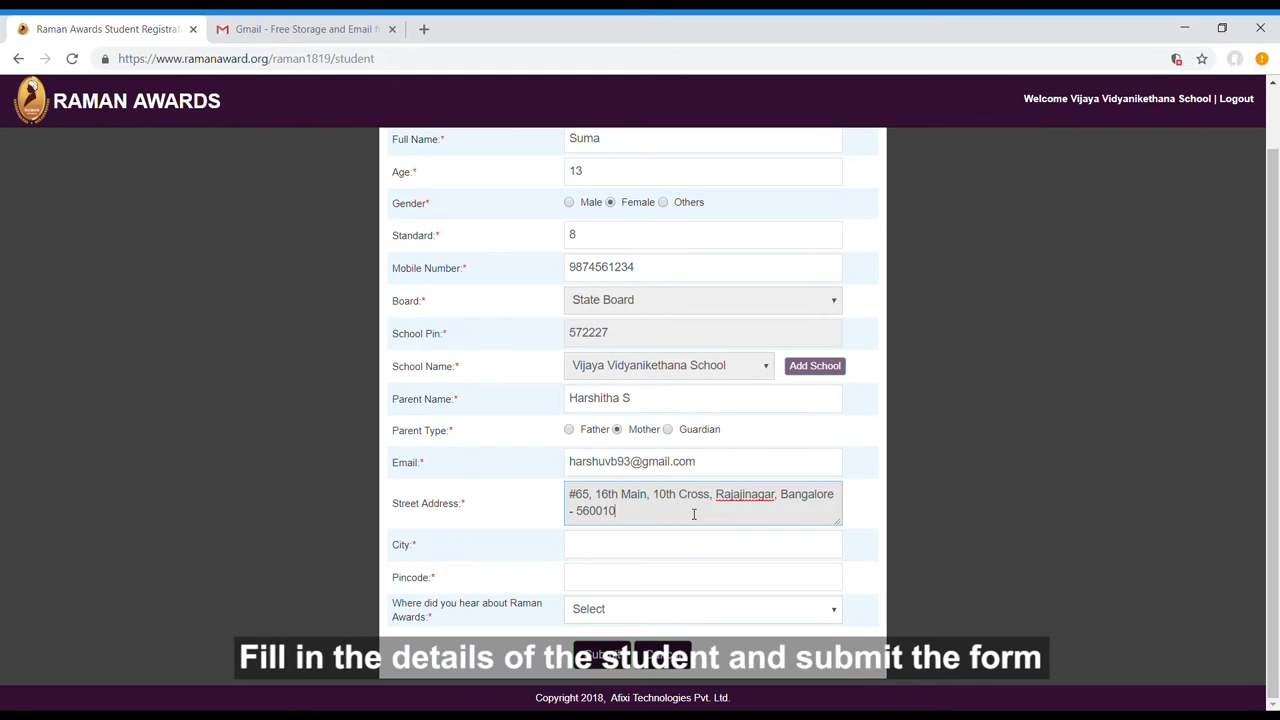 Raman Awards Student Registrat
Gmail - Free Storage and Email f
https://www.ramanaward.org/raman1819/student
RAMAN AWARDS
Welcome Vijaya Vidyanikethana School | Logout
Full Name:* Suma
Age:* 13
Gender* Male Female Others
Standard:* 8
Mobile Number:* 9874561234
Board:* State Board
School Pin:* 572227
School Name:* Vijaya Vidyanikethana School Add School
Parent Name:* Harshitha S
Parent Type:* Father Mother Guardian
Email:* harshuvb93@gmail.com
Street Address:* #65, 16th Main, 10th Cross, Rajajinagar, Bangalore
- 560010
City:*
Pincode:*
Where did you hear about Raman
Awards:* Select
Fill in the details of the student and submit the form
Copyright 2018, Afixi Technologies Pvt. Ltd.